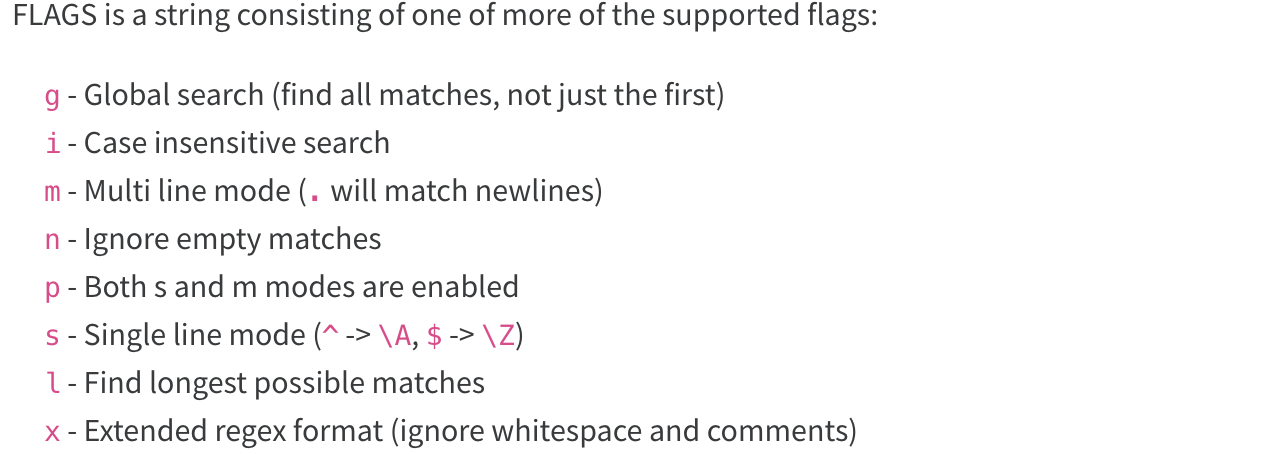 FLAGS is a string consisting of one of more of the supported flags:
g - Global search (find all matches, not just the first)
i - Case insensitive search
m - Multi line mode (. will match newlines)
n - Ignore empty matches
p - Both s and m modes are enabled
s - Single line mode (^ -> \A, $ -> \Z)
l - Find longest possible matches
x - Extended regex format (ignore whitespace and comments)